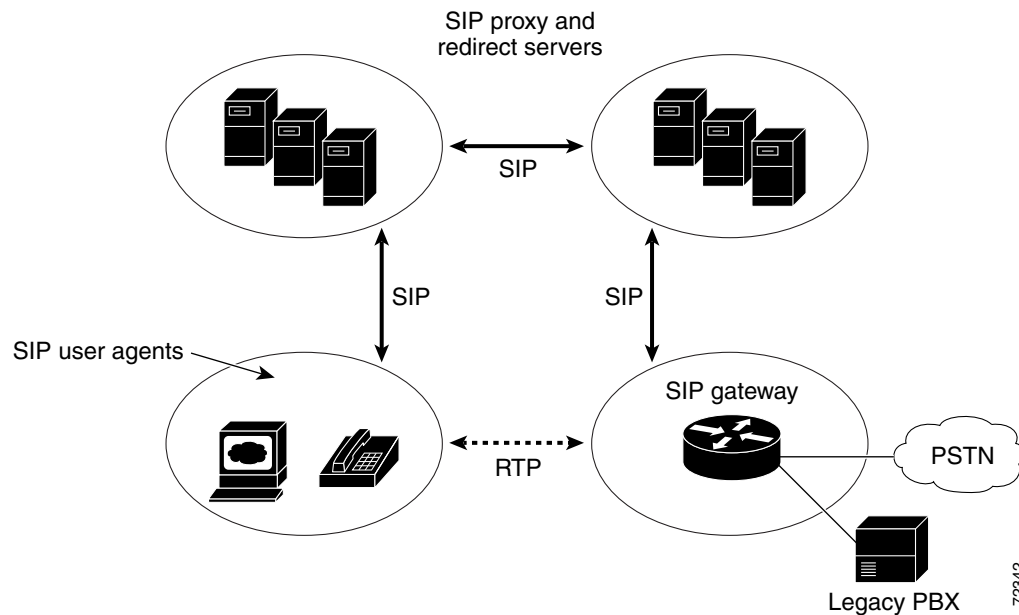 SIP proxy and
redirect servers
SIP
SIP
SIP
SIP user agents
SIP gateway
RTP
PSTN
Legacy PBX